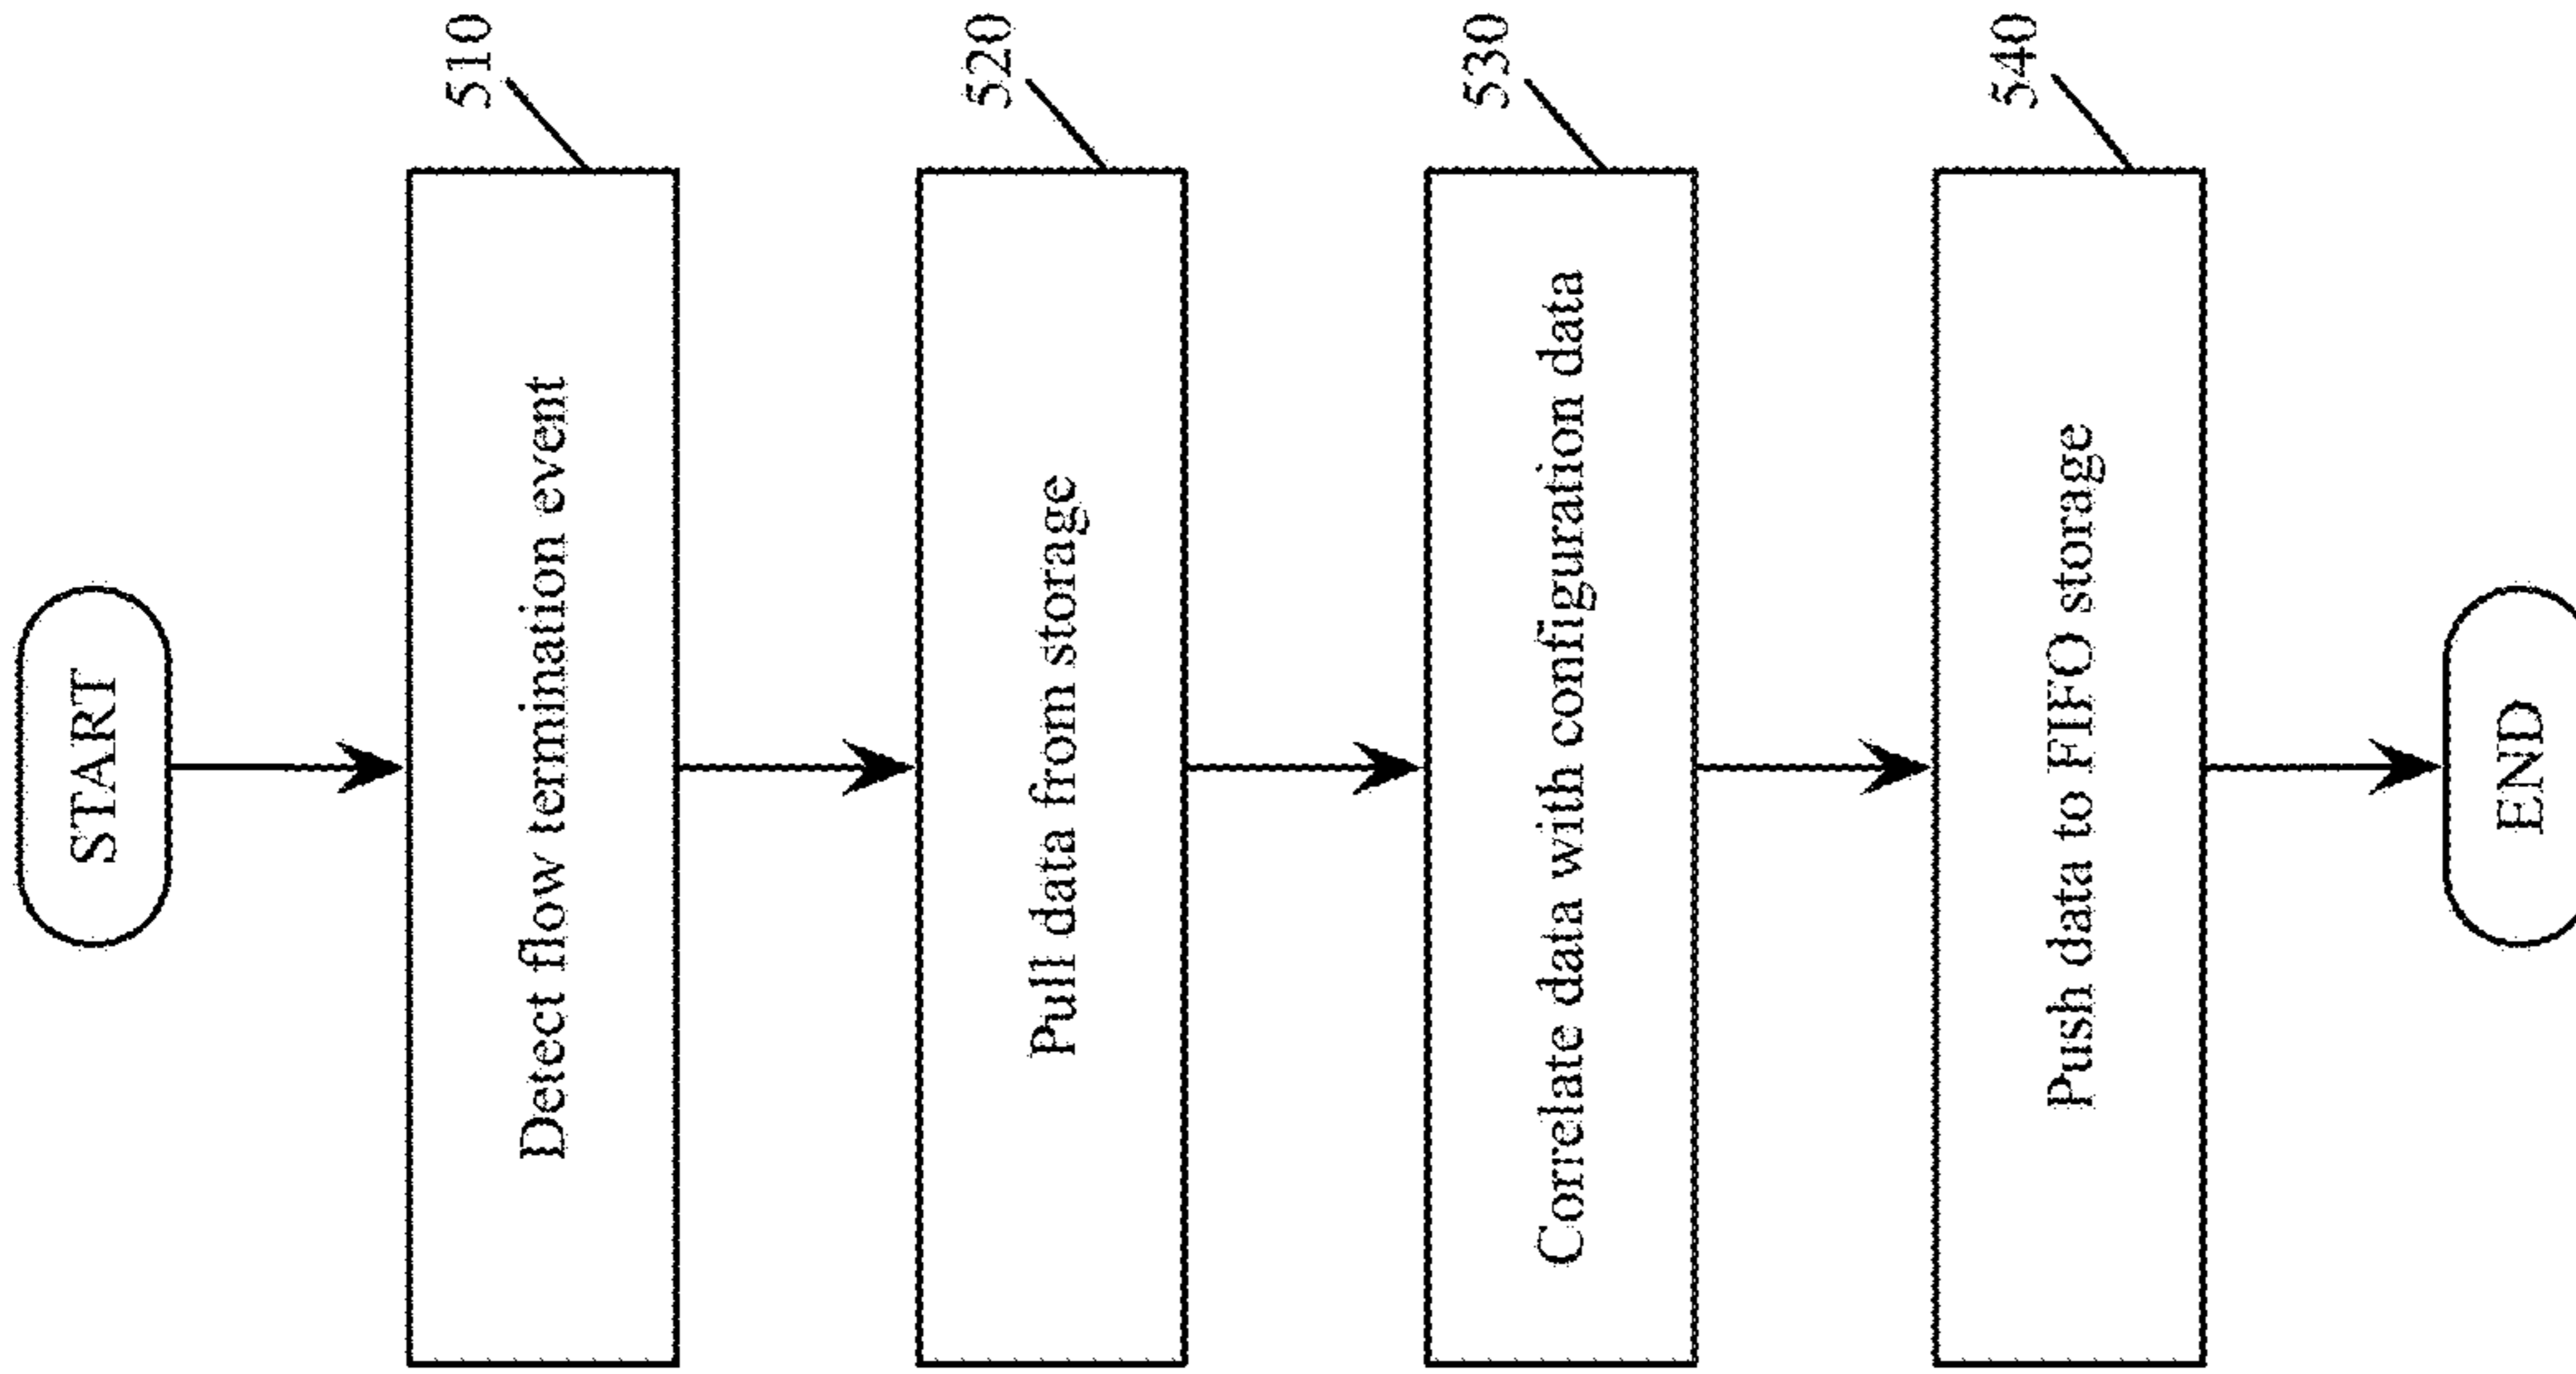 START
510
Detect flow termination event
520
Pull data from storage
530
Correlate data with configuration data
540
Push data to FIFO storage
END